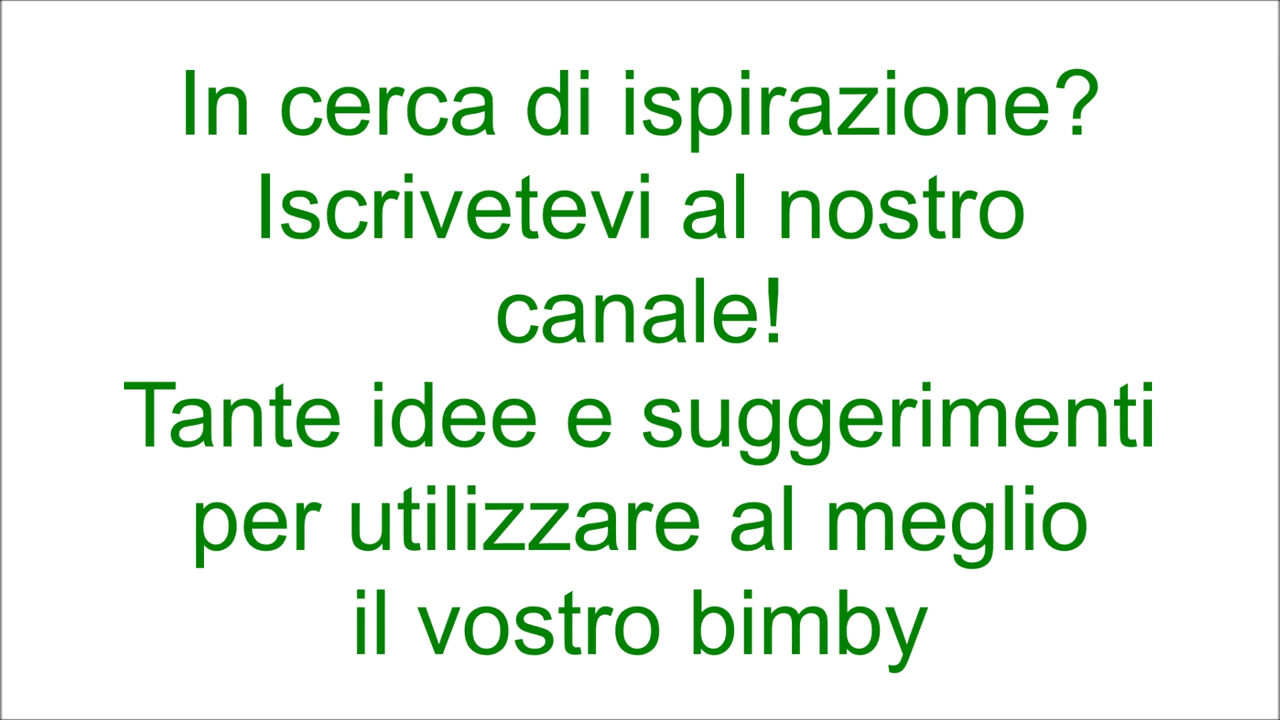 In cerca di ispirazione?
Iscrivetevi al nostro
canale!
Tante idee e suggerimenti
per utilizzare al meglio
il vostro bimby